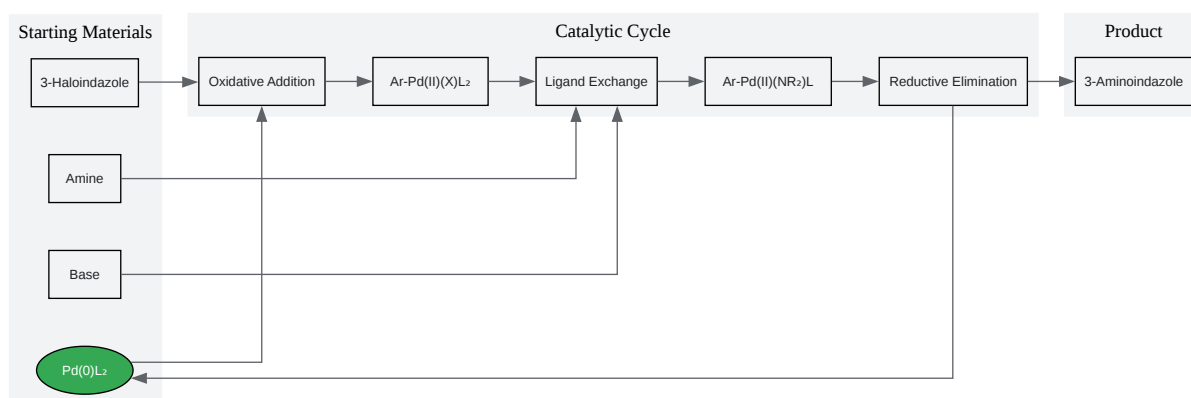 Starting Materials
Catalytic Cycle
Product
3-Haloindazole
Oxidative Addition
Ar-Pd(II)(X)L₂
Ligand Exchange
Ar-Pd(II)(NR₂)L
Reductive Elimination
3-Aminoindazole
Amine
Base
Pd(0)L₂